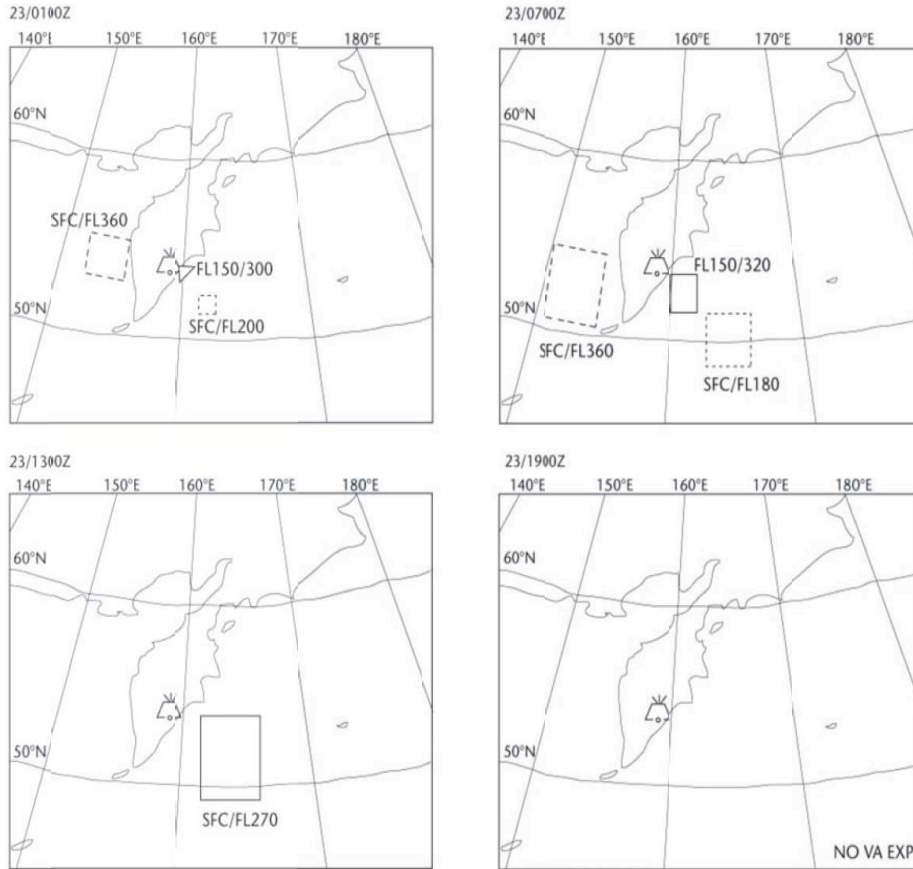 23/0100Z
140°E 150°E 160°E 170°E 180°E
60°N
SFC/FL360
FL150/300
50°N
SFC/FL200
23/0700Z
140°E 150°E 160°E 170°E 180°E
60°N
FL150/320
50°N
SFC/FL360
SFC/FL180
23/1300Z
140°E 150°E 160°E 170°E 180°E
60°N
50°N
SFC/FL270
23/1900Z
140°E 150°E 160°E 170°E 180°E
60°N
50°N
NO VA EXP